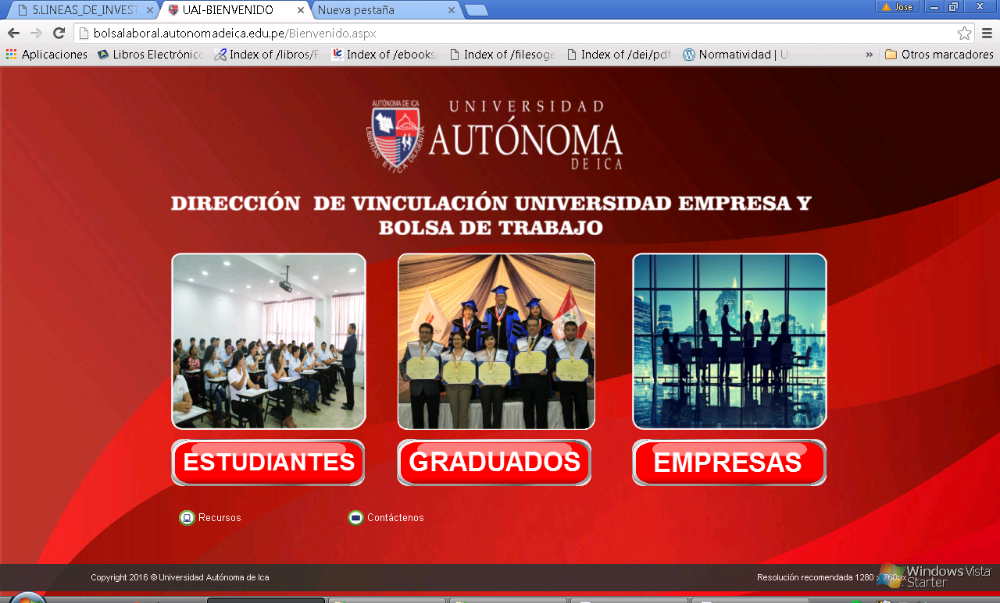 5.LINEAS_DE_INVEST
UAI-BIENVENIDO
Nueva pestaña
Jose
bolsalaboral.autonomadeica.edu.pe/Bienvenido.aspx
Aplicaciones
Libros Electrónico
Index of /libros/F
Index of /ebooks/
Index of /filesoge
Index of /dei/pdf
Normatividad | U
»
Otros marcadores
AUTÓNOMA DE ICA
LIBERTAS ETICA DILIGENTIA
UNIVERSIDAD
AUTÓNOMA
DE ICA
DIRECCIÓN DE VINCULACIÓN UNIVERSIDAD EMPRESA Y
BOLSA DE TRABAJO
ESTUDIANTES
GRADUADOS
EMPRESAS
Recursos
Contáctenos
Copyright 2016 © Universidad Autónoma de Ica
Resolución recomendada 1280 x 760px
Windows Vista
Starter